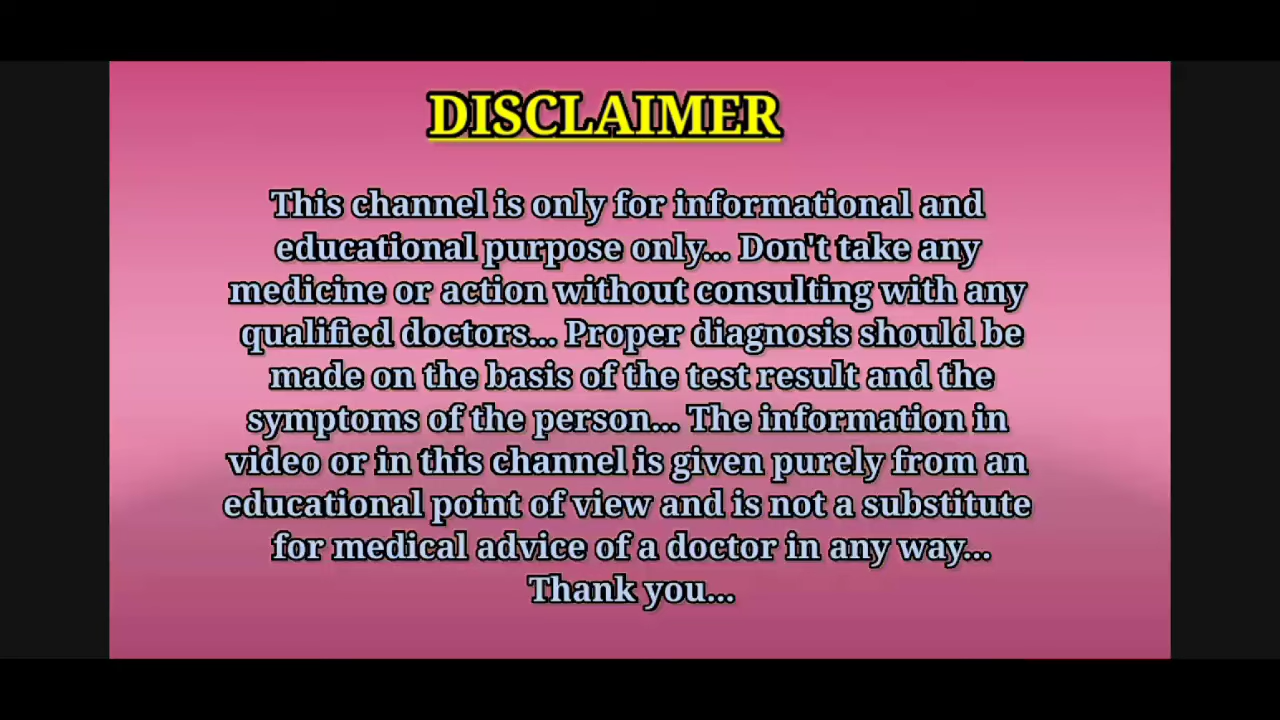 DISCLAIMER
This channel is only for informational and
educational purpose only... Don't take any
medicine or action without consulting with any
qualified doctors... Proper diagnosis should be
made on the basis of the test result and the
symptoms of the person... The information in
video or in this channel is given purely from an
educational point of view and is not a substitute
for medical advice of a doctor in any way...
Thank you...